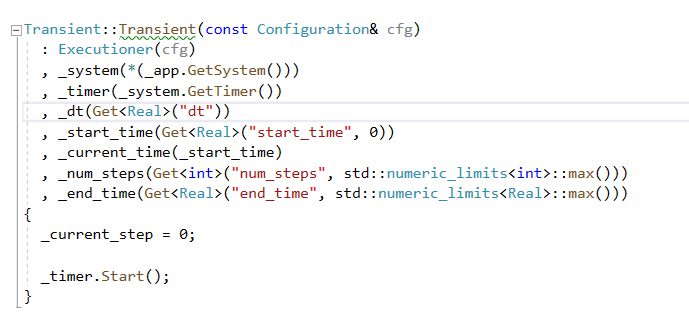 Transient::Transient(const Configuration& cfg)
: Executioner(cfg)
, _system(*(_app.GetSystem()))
, _timer(_system.GetTimer())
, _dt(Get<Real>("dt"))
, _start_time(Get<Real>("start_time", 0))
, _current_time(_start_time)
, _num_steps(Get<int>("num_steps", std::numeric_limits<int>::max()))
, _end_time(Get<Real>("end_time", std::numeric_limits<Real>::max()))
{
_current_step = 0;
_timer.Start();
}